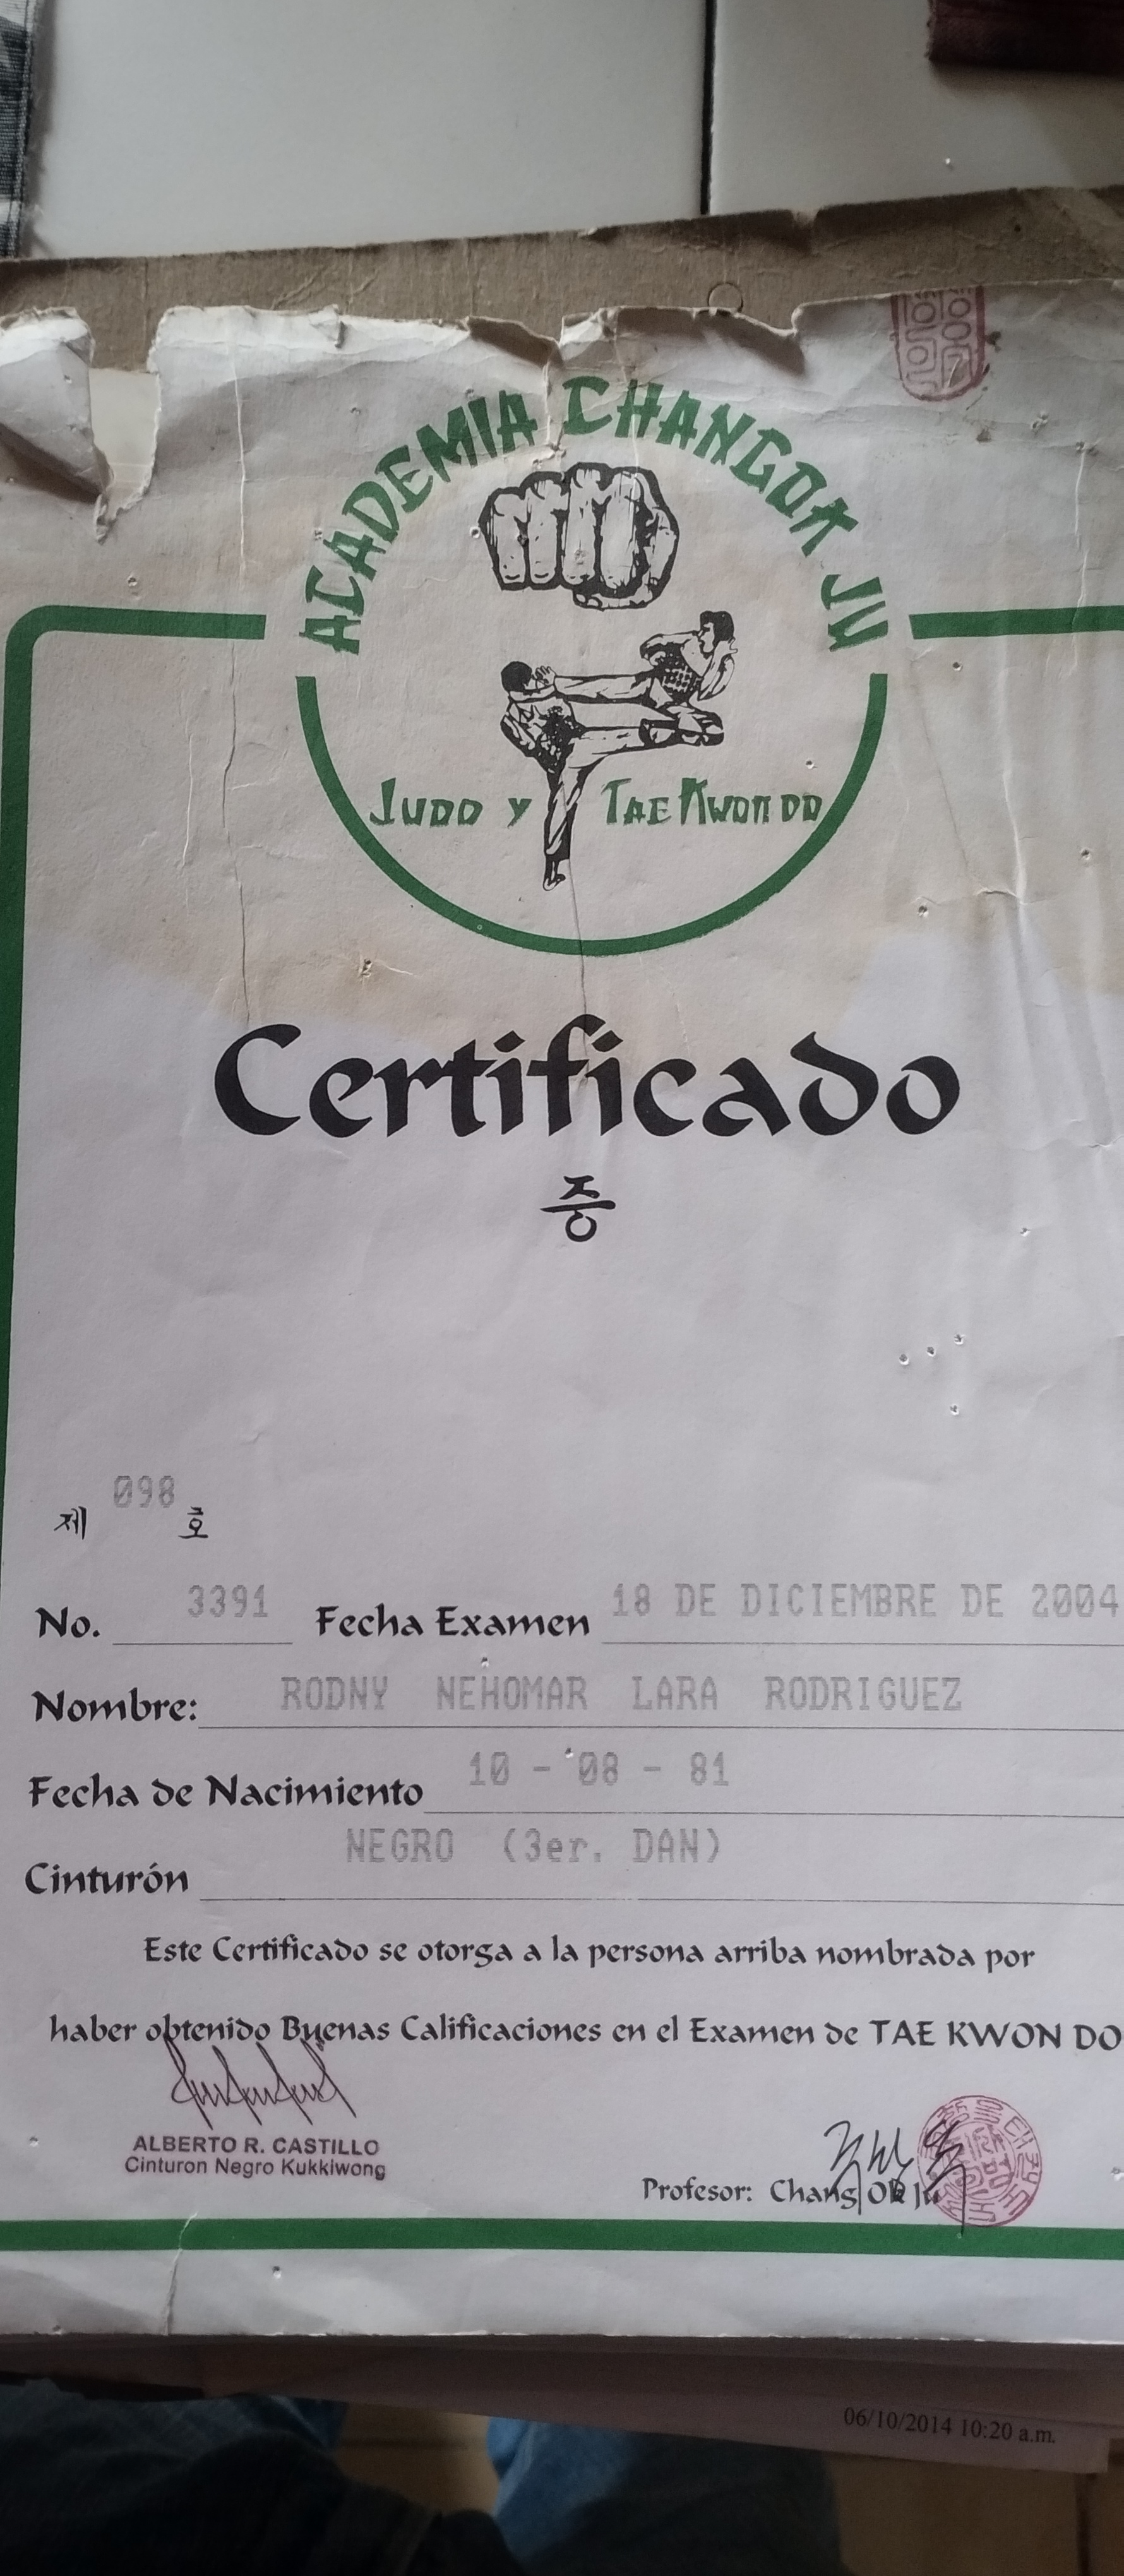 ACADEMIA CHANGOK JU
JUDO Y TAE KWON DO
Certificado
증
제 098 호
No. 3391 Fecha Examen 18 DE DICIEMBRE DE 2004
Nombre: RODNY NEHOMAR LARA RODRIGUEZ
Fecha de Nacimiento 10 - 08 - 81
Cinturón NEGRO (3er. DAN)
Este Certificado se otorga a la persona arriba nombrada por
haber obtenido Buenas Calificaciones en el Examen de TAE KWON DO
ALBERTO R. CASTILLO
Cinturon Negro Kukkiwong
Profesor: Chang OK Ju
06/10/2014 10:20 a.m.